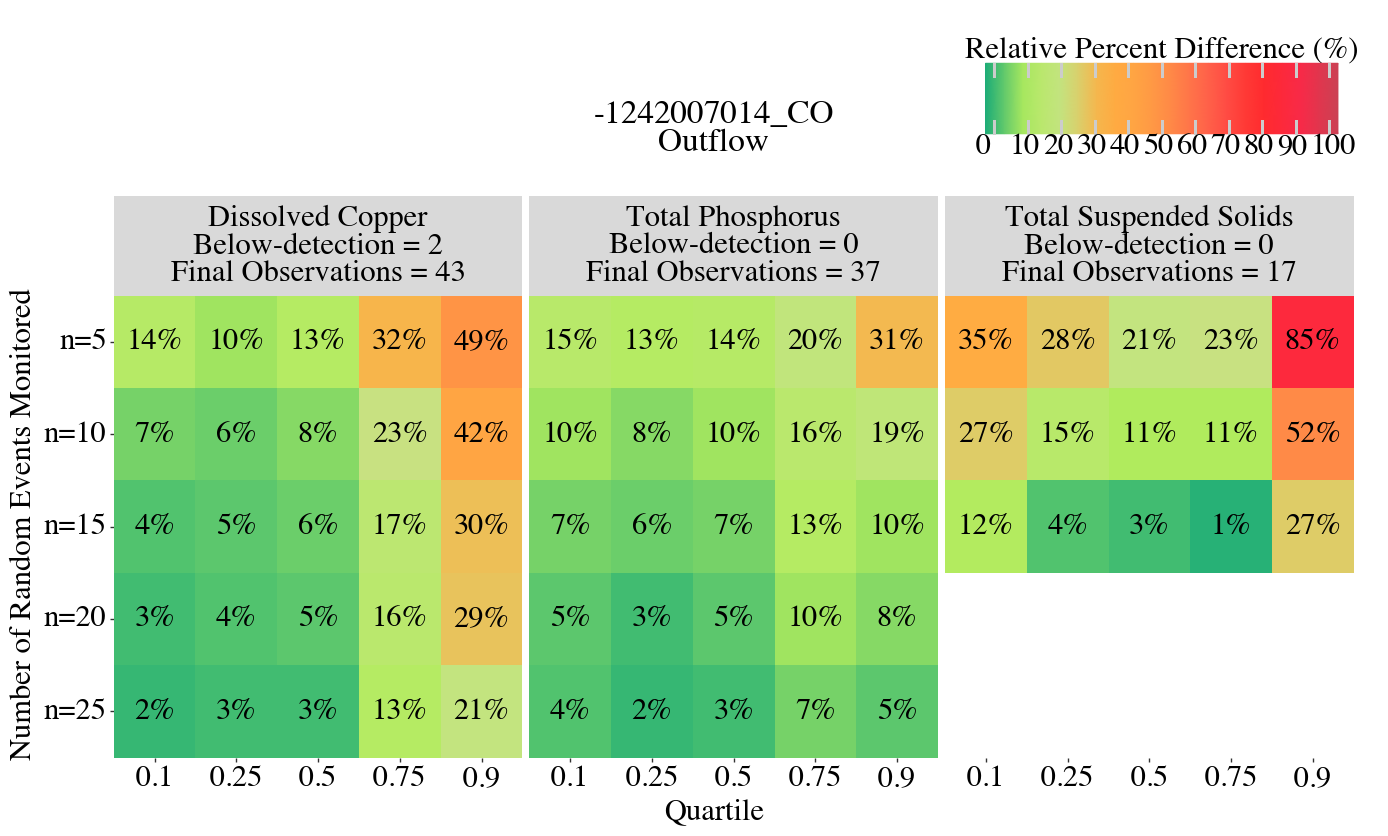 Relative Percent Difference (%)
0 10 20 30 40 50 60 70 80 90 100
-1242007014_CO
Outflow
Dissolved Copper
Below-detection = 2
Final Observations = 43
Total Phosphorus
Below-detection = 0
Final Observations = 37
Total Suspended Solids
Below-detection = 0
Final Observations = 17
Number of Random Events Monitored
n=5 14% 10% 13% 32% 49% 15% 13% 14% 20% 31% 35% 28% 21% 23% 85%
n=10 7% 6% 8% 23% 42% 10% 8% 10% 16% 19% 27% 15% 11% 11% 52%
n=15 4% 5% 6% 17% 30% 7% 6% 7% 13% 10% 12% 4% 3% 1% 27%
n=20 3% 4% 5% 16% 29% 5% 3% 5% 10% 8%
n=25 2% 3% 3% 13% 21% 4% 2% 3% 7% 5%
0.1 0.25 0.5 0.75 0.9 0.1 0.25 0.5 0.75 0.9 0.1 0.25 0.5 0.75 0.9
Quartile